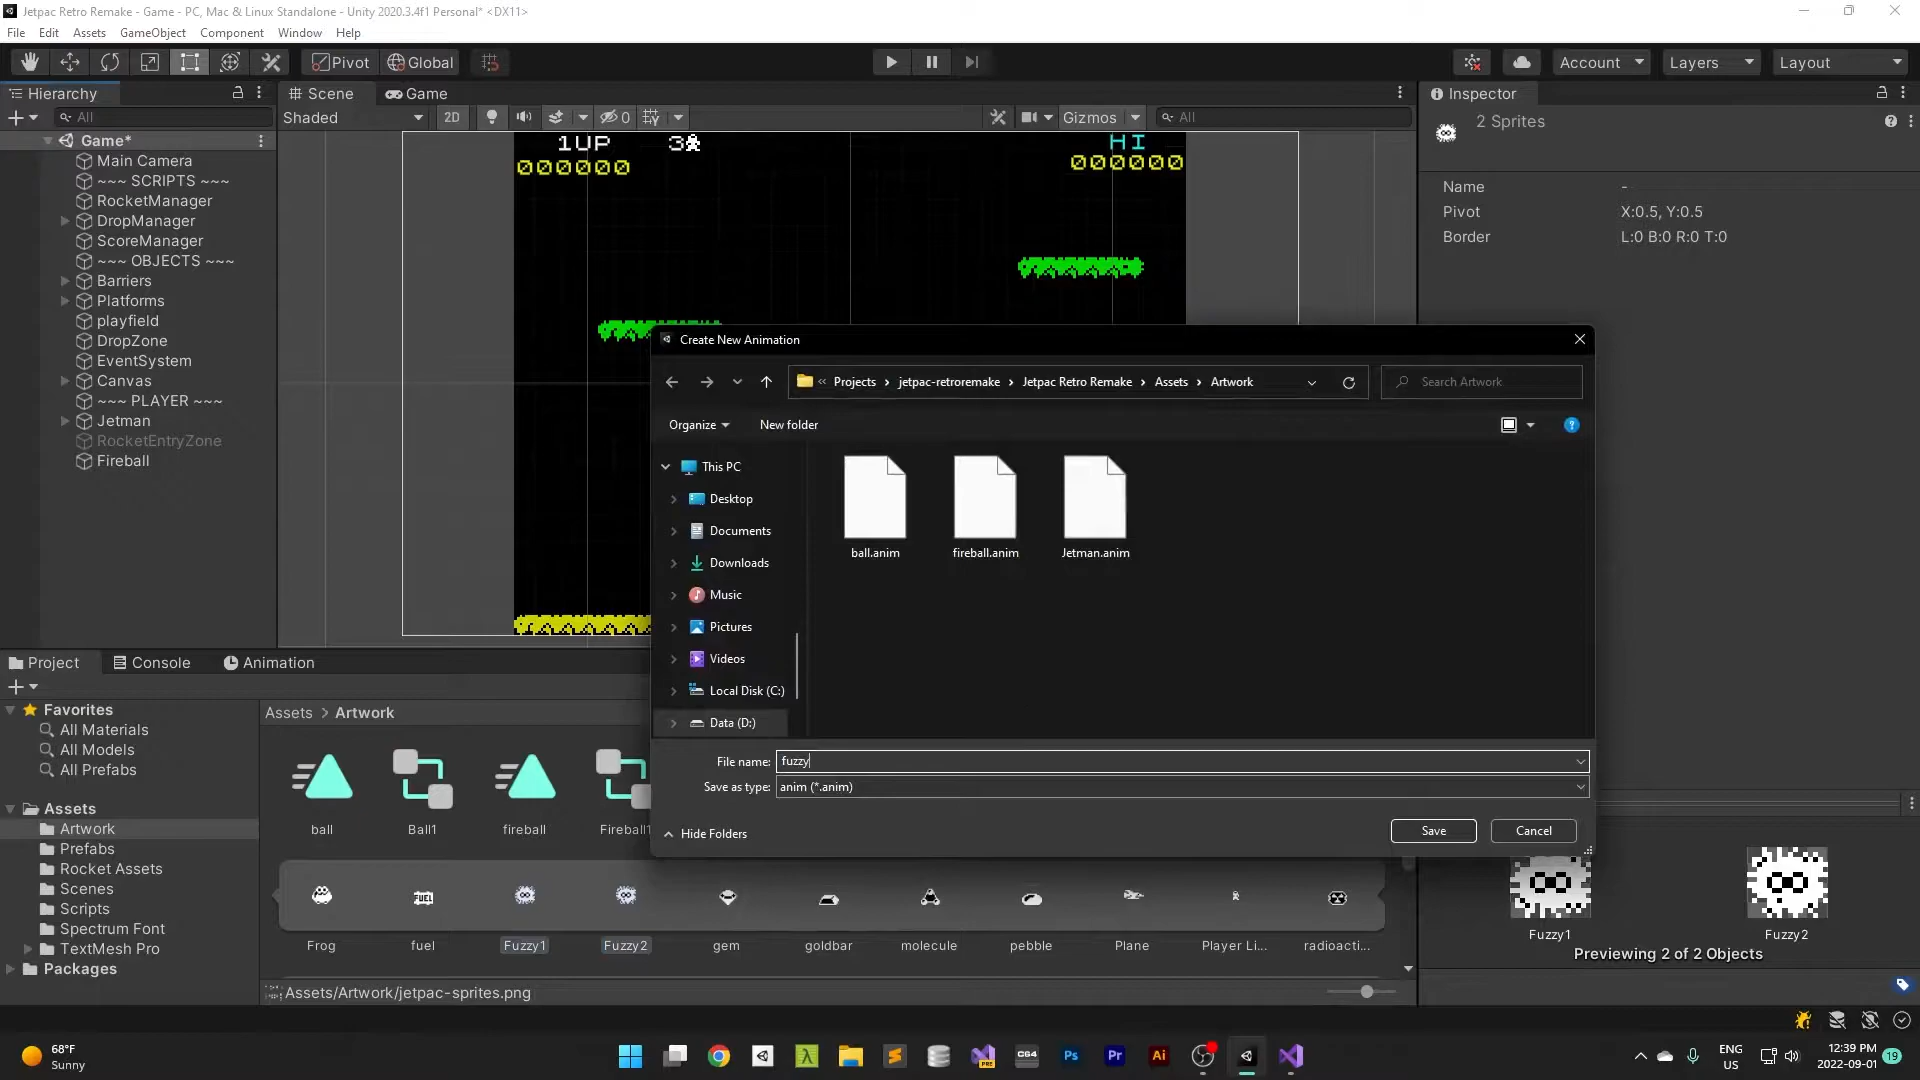 Jetpac Retro Remake - Game - PC, Mac & Linux Standalone - Unity 2020.3.4f1 Personal* <DX11>
File Edit Assets GameObject Component Window Help
Pivot Global Account Layers Layout
Hierarchy Scene Game Inspector
All Shaded 2D 0 Gizmos All 2 Sprites
Game*
Main Camera
~~~ SCRIPTS ~~~
RocketManager
DropManager
ScoreManager
~~~ OBJECTS ~~~
Barriers
Platforms
playfield
DropZone
EventSystem
Canvas
~~~ PLAYER ~~~
Jetman
RocketEntryZone
Fireball
1UP 3 HI
000000 000000
Name -
Pivot X:0.5, Y:0.5
Border L:0 B:0 R:0 T:0
Create New Animation
« Projects › jetpac-retroremake › Jetpac Retro Remake › Assets › Artwork
Search Artwork
Organize New folder
This PC
Desktop
Documents
Downloads
Music
Pictures
Videos
Local Disk (C:)
Data (D:)
ball.anim fireball.anim Jetman.anim
File name: fuzzy
Save as type: anim (*.anim)
Hide Folders Save Cancel
Project Console Animation
Favorites
All Materials
All Models
All Prefabs
Assets
Artwork
Prefabs
Rocket Assets
Scenes
Scripts
Spectrum Font
TextMesh Pro
Packages
Assets > Artwork
ball Ball1 fireball Fireball1
FUEL
Frog fuel Fuzzy1 Fuzzy2 gem goldbar molecule pebble Plane Player Li... radioacti...
Assets/Artwork/jetpac-sprites.png
Fuzzy1 Fuzzy2
Previewing 2 of 2 Objects
68°F
Sunny
CG4 Ps Pr Ai
PRE
ENG
US
12:39 PM
2022-09-01
19